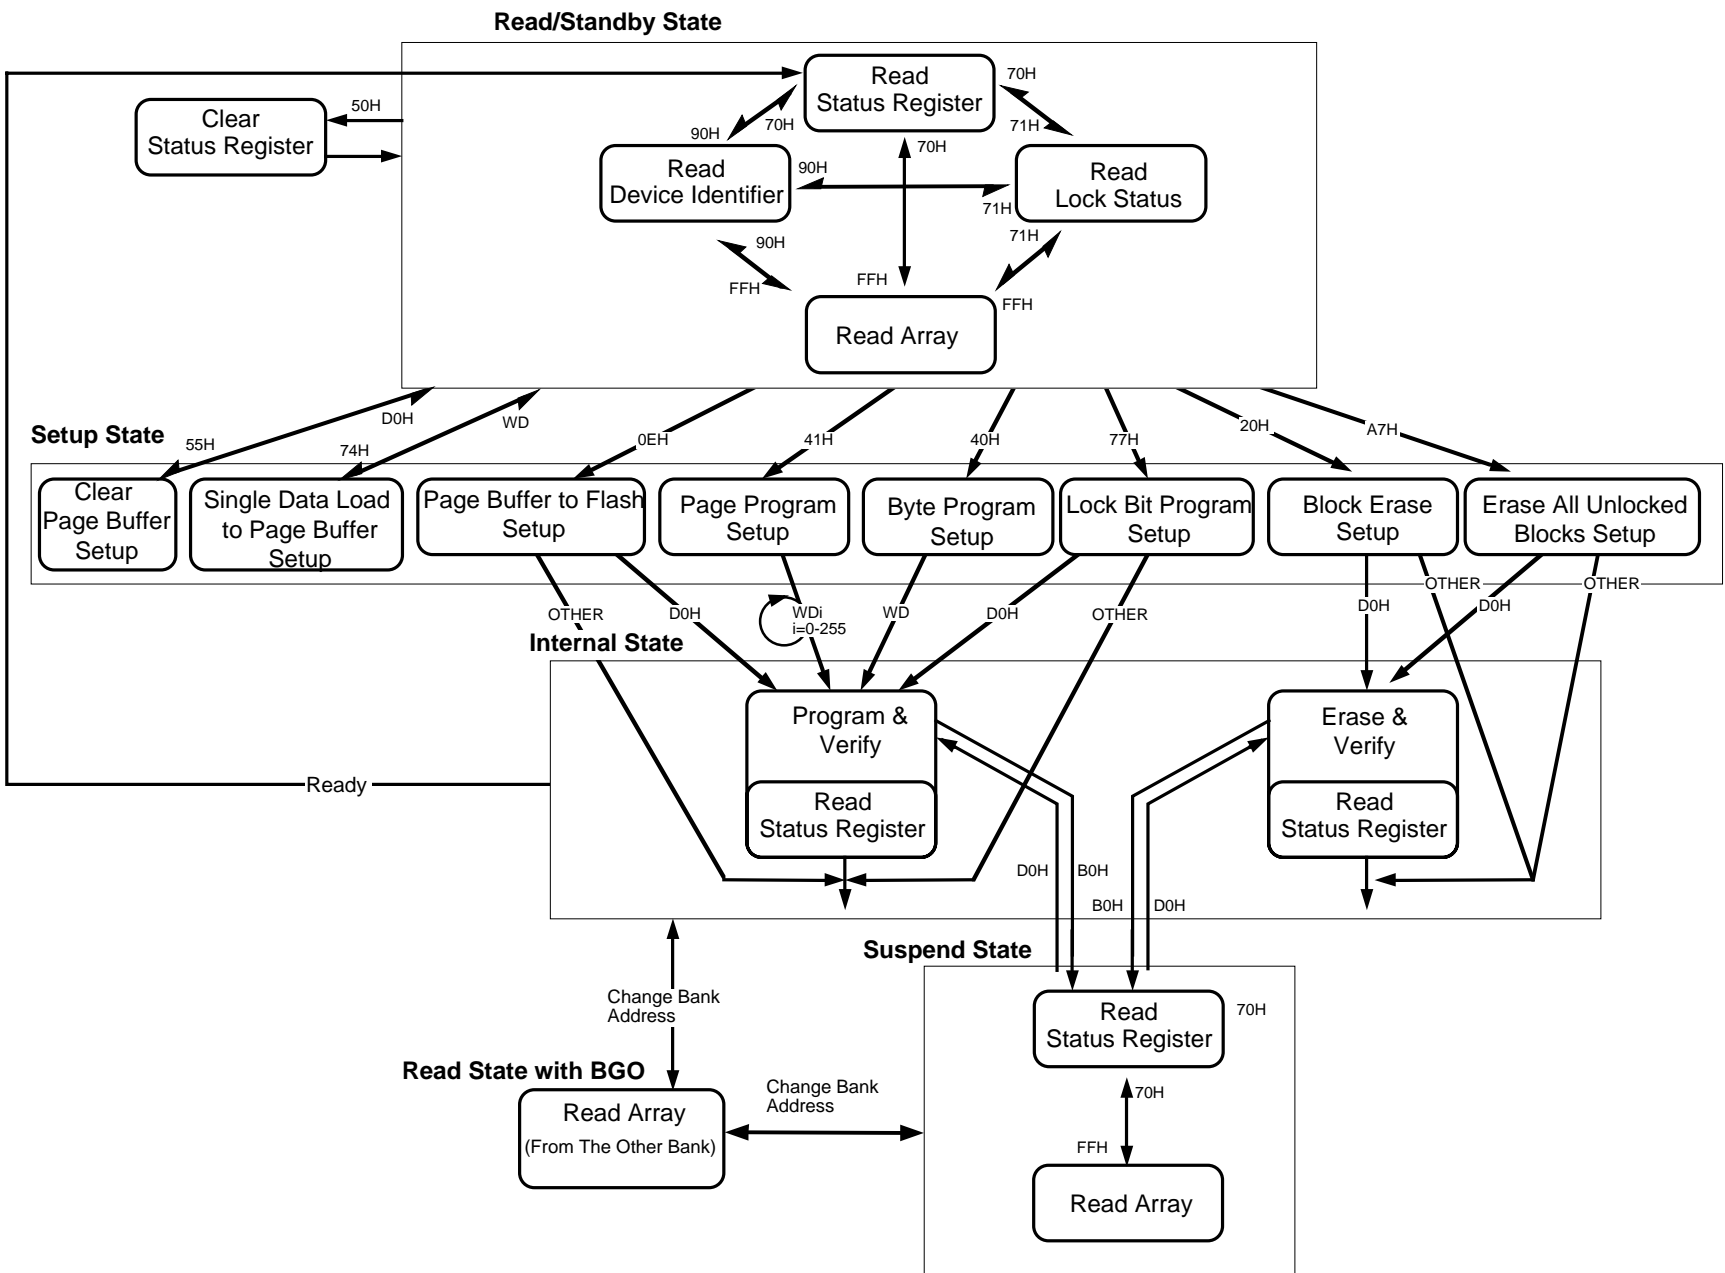 Read/Standby State
Read
Status Register
70H
50H
Clear
Status Register
90H
70H
71H
70H
Read
Device Identifier
90H
71H
Read
Lock Status
90H
71H
FFH
FFH
FFH
Read Array
D0H
WD
Setup State
55H
74H
0EH
41H
40H
77H
20H
A7H
Clear
Page Buffer
Setup
Single Data Load
to Page Buffer
Setup
Page Buffer to Flash
Setup
Page Program
Setup
Byte Program
Setup
Lock Bit Program
Setup
Block Erase
Setup
Erase All Unlocked
Blocks Setup
OTHER
D0H
WDi
i=0-255
WD
D0H
OTHER
D0H
OTHER
D0H
OTHER
Internal State
Program &
Verify
Read
Status Register
Erase &
Verify
Read
Status Register
Ready
D0H
B0H
B0H
D0H
Suspend State
Change Bank
Address
Read
Status Register
70H
Read State with BGO
Read Array
(From The Other Bank)
Change Bank
Address
70H
FFH
Read Array